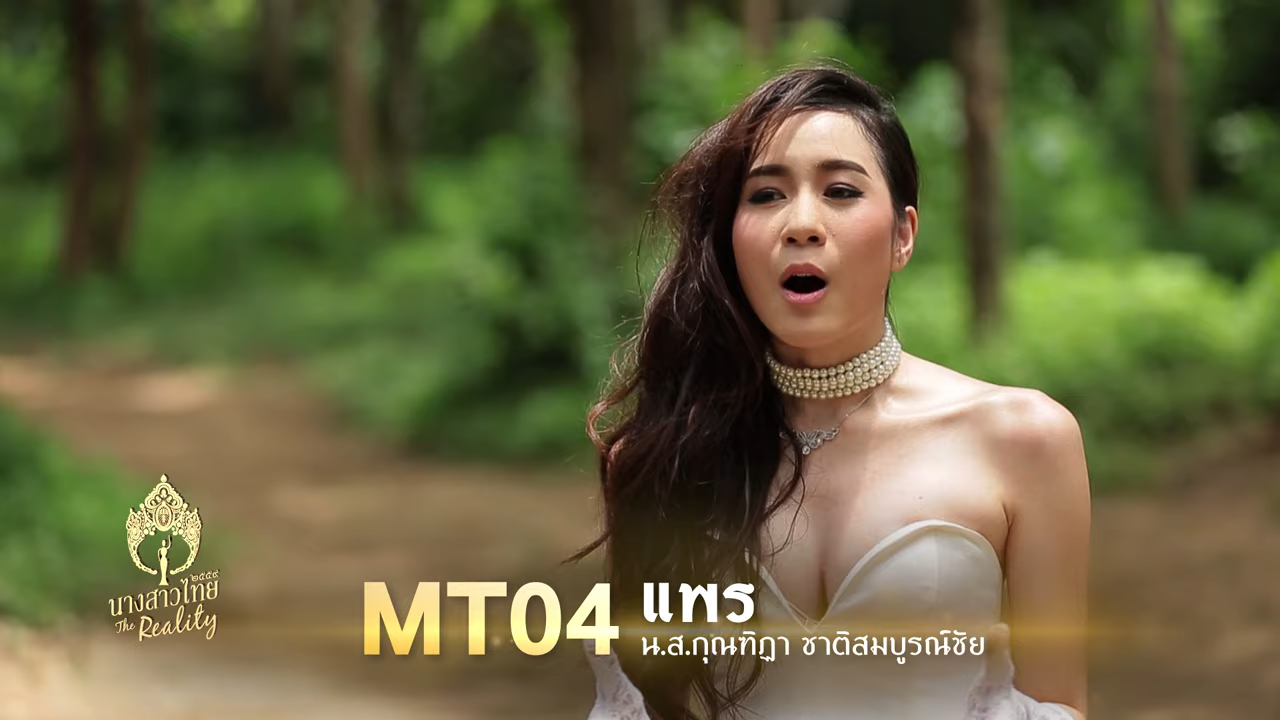 ๒๕๕๙
นางสาวไทย
The Reality
MT04
แพร
น.ส.กุณฑิฏา ชาติสมบูรณ์ชัย